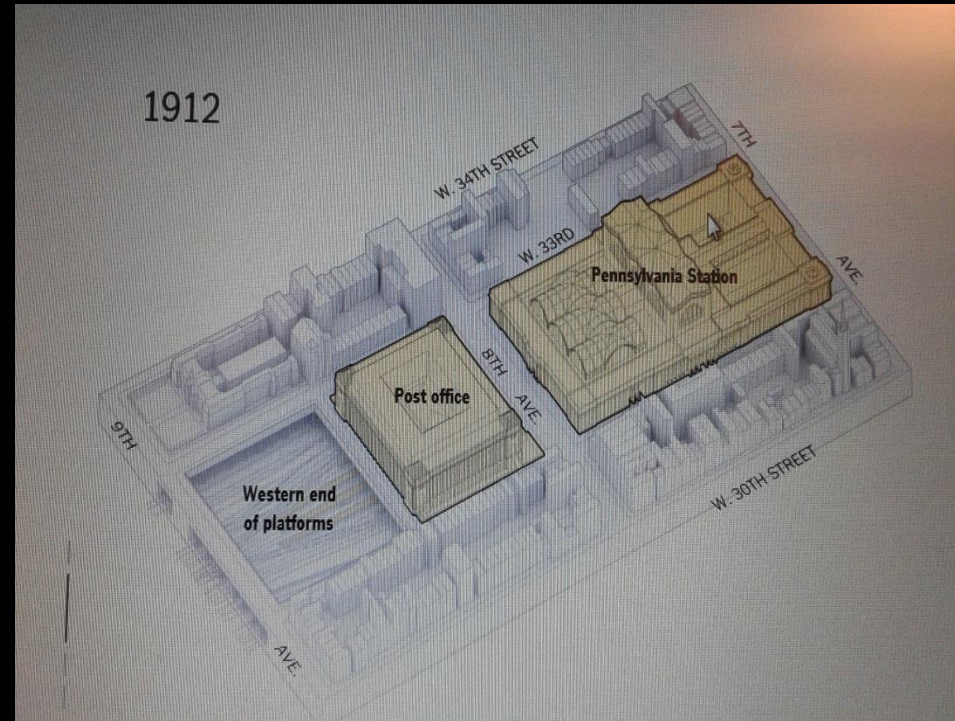 1912
W. 34TH STREET
7TH
AVE.
W. 33RD
Pennsylvania Station
8TH
AVE.
Post office
9TH
AVE.
Western end
of platforms
W. 30TH STREET